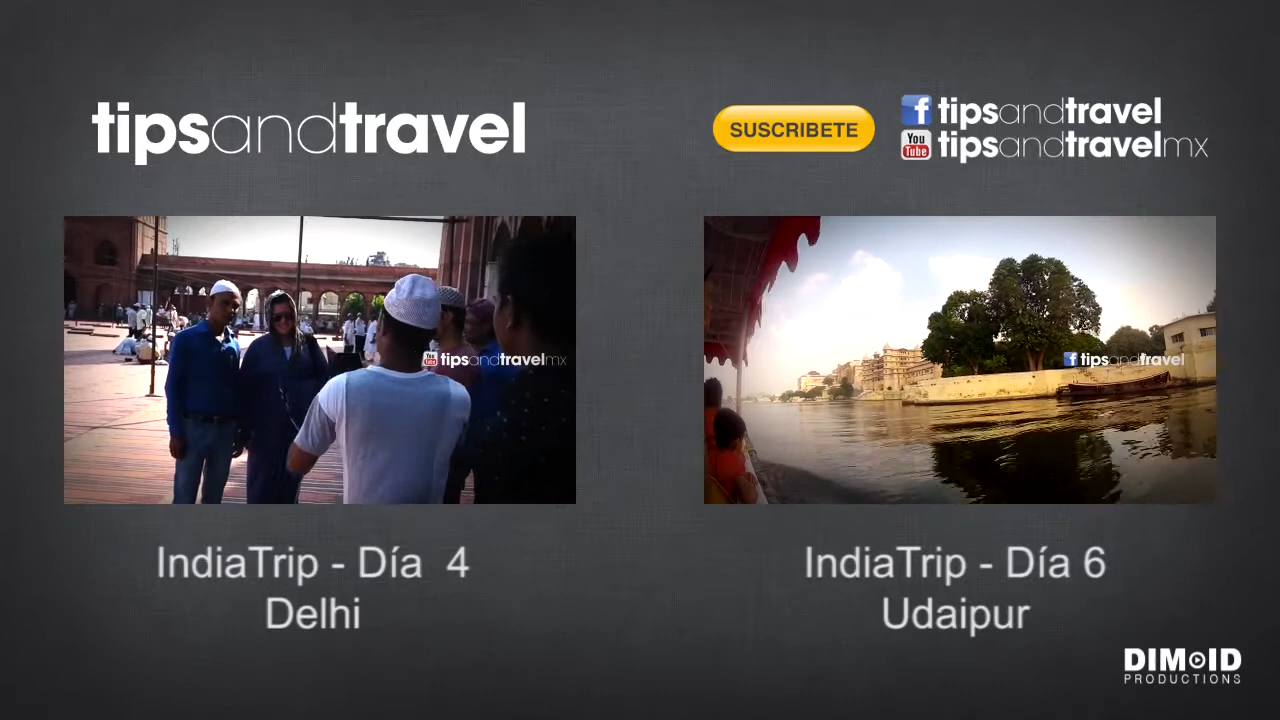 tipsandtravel
SUSCRIBETE
f tipsandtravel
You Tube tipsandtravelmx
You Tube tipsandtravelmx
f tipsandtravel
IndiaTrip - Día 4
Delhi
IndiaTrip - Día 6
Udaipur
DIMOID
PRODUCTIONS